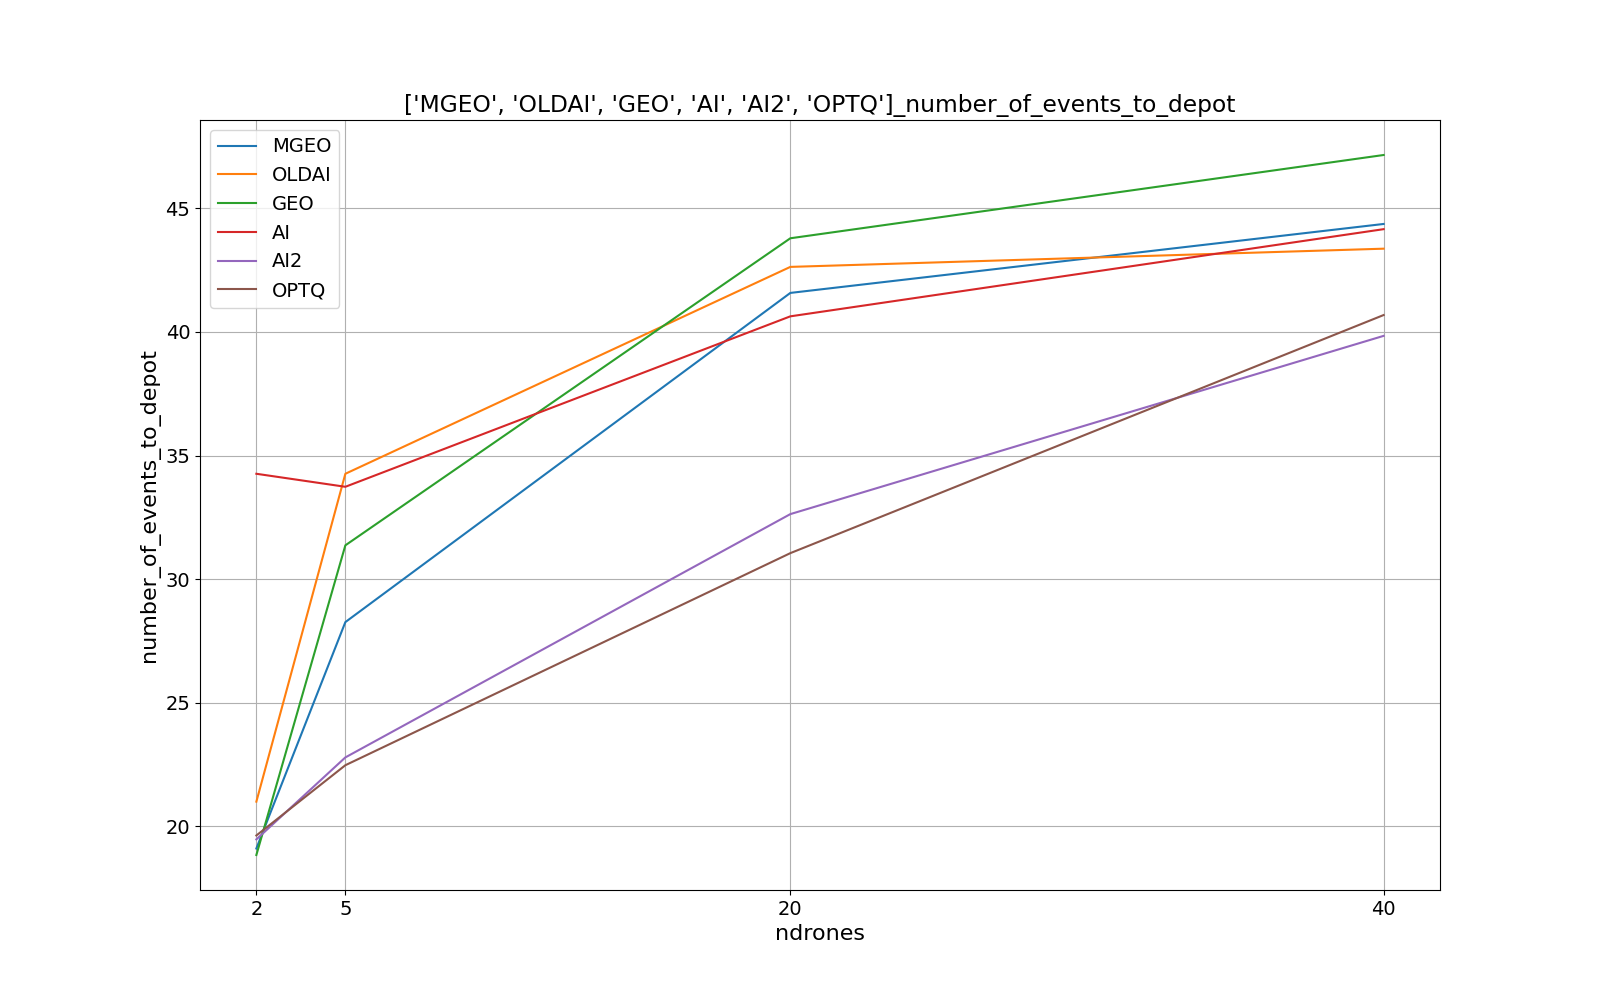 ['MGEO', 'OLDAI', 'GEO', 'AI', 'AI2', 'OPTQ']_number_of_events_to_depot
MGEO
OLDAI
GEO
AI
AI2
OPTQ
45
40
35
30
25
20
number_of_events_to_depot
2 5 20 40
ndrones